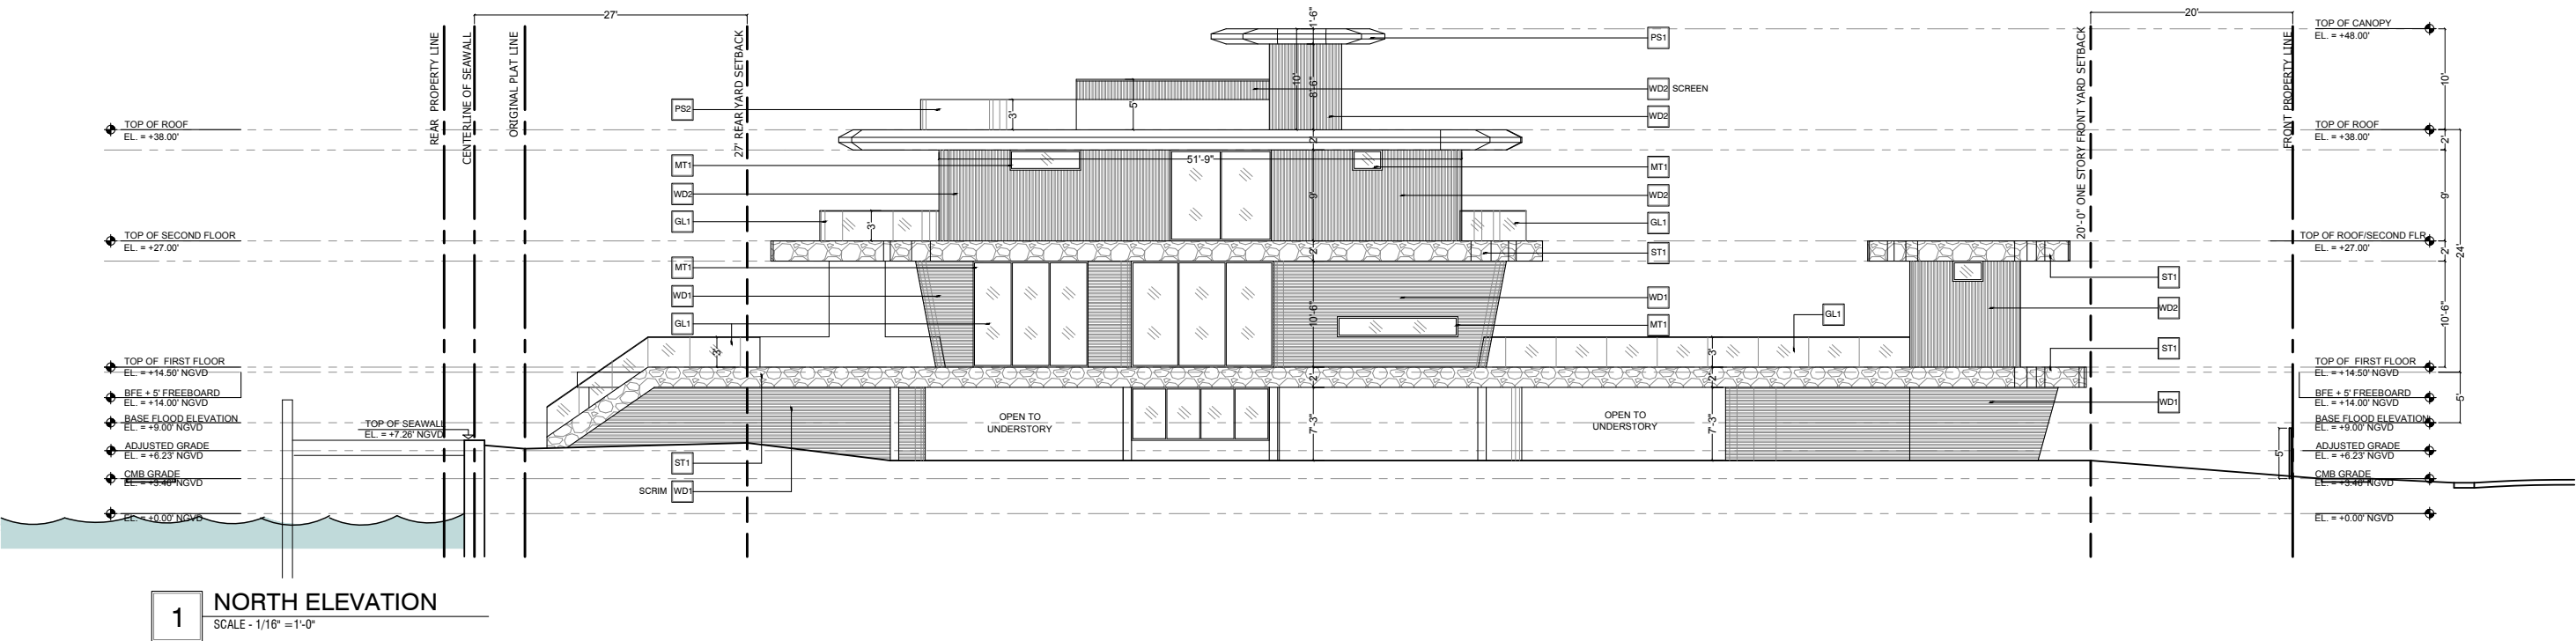 27'
20'
1'-6"
TOP OF CANOPY
EL. = +48.00'
REAR PROPERTY LINE
CENTERLINE OF SEAWALL
ORIGINAL PLAT LINE
27' REAR YARD SETBACK
20'-0" ONE STORY FRONT YARD SETBACK
FRONT PROPERTY LINE
PS1
10'
8'-6"
10'
WD2 SCREEN
5'
PS2
3'
WD2
TOP OF ROOF
EL. = +38.00'
TOP OF ROOF
EL. = +38.00'
2'
2'
51'-9"
MT1
MT1
WD2
WD2
9'
9'
GL1
3'
GL1
TOP OF SECOND FLOOR
EL. = +27.00'
TOP OF ROOF/SECOND FLR
EL. = +27.00'
2'
2'
24'
ST1
MT1
ST1
WD1
WD1
WD2
GL1
10'-6"
MT1
GL1
10'-6"
3'
3'
ST1
TOP OF FIRST FLOOR
EL. = +14.50' NGVD
TOP OF FIRST FLOOR
EL. = +14.50' NGVD
2'
2'
BFE + 5' FREEBOARD
EL. = +14.00' NGVD
BFE + 5' FREEBOARD
EL. = +14.00' NGVD
5'
WD1
BASE FLOOD ELEVATION
EL. = +9.00' NGVD
TOP OF SEAWALL
EL. = +7.26' NGVD
OPEN TO
UNDERSTORY
7'-3"
OPEN TO
UNDERSTORY
7'-3"
BASE FLOOD ELEVATION
EL. = +9.00' NGVD
ADJUSTED GRADE
EL. = +6.23' NGVD
ADJUSTED GRADE
EL. = +6.23' NGVD
ST1
5'
CMB GRADE
EL. = +3.46' NGVD
CMB GRADE
EL. = +3.46' NGVD
SCRIM WD1
EL. = +0.00' NGVD
EL. = +0.00' NGVD
1
NORTH ELEVATION
SCALE - 1/16" =1'-0"